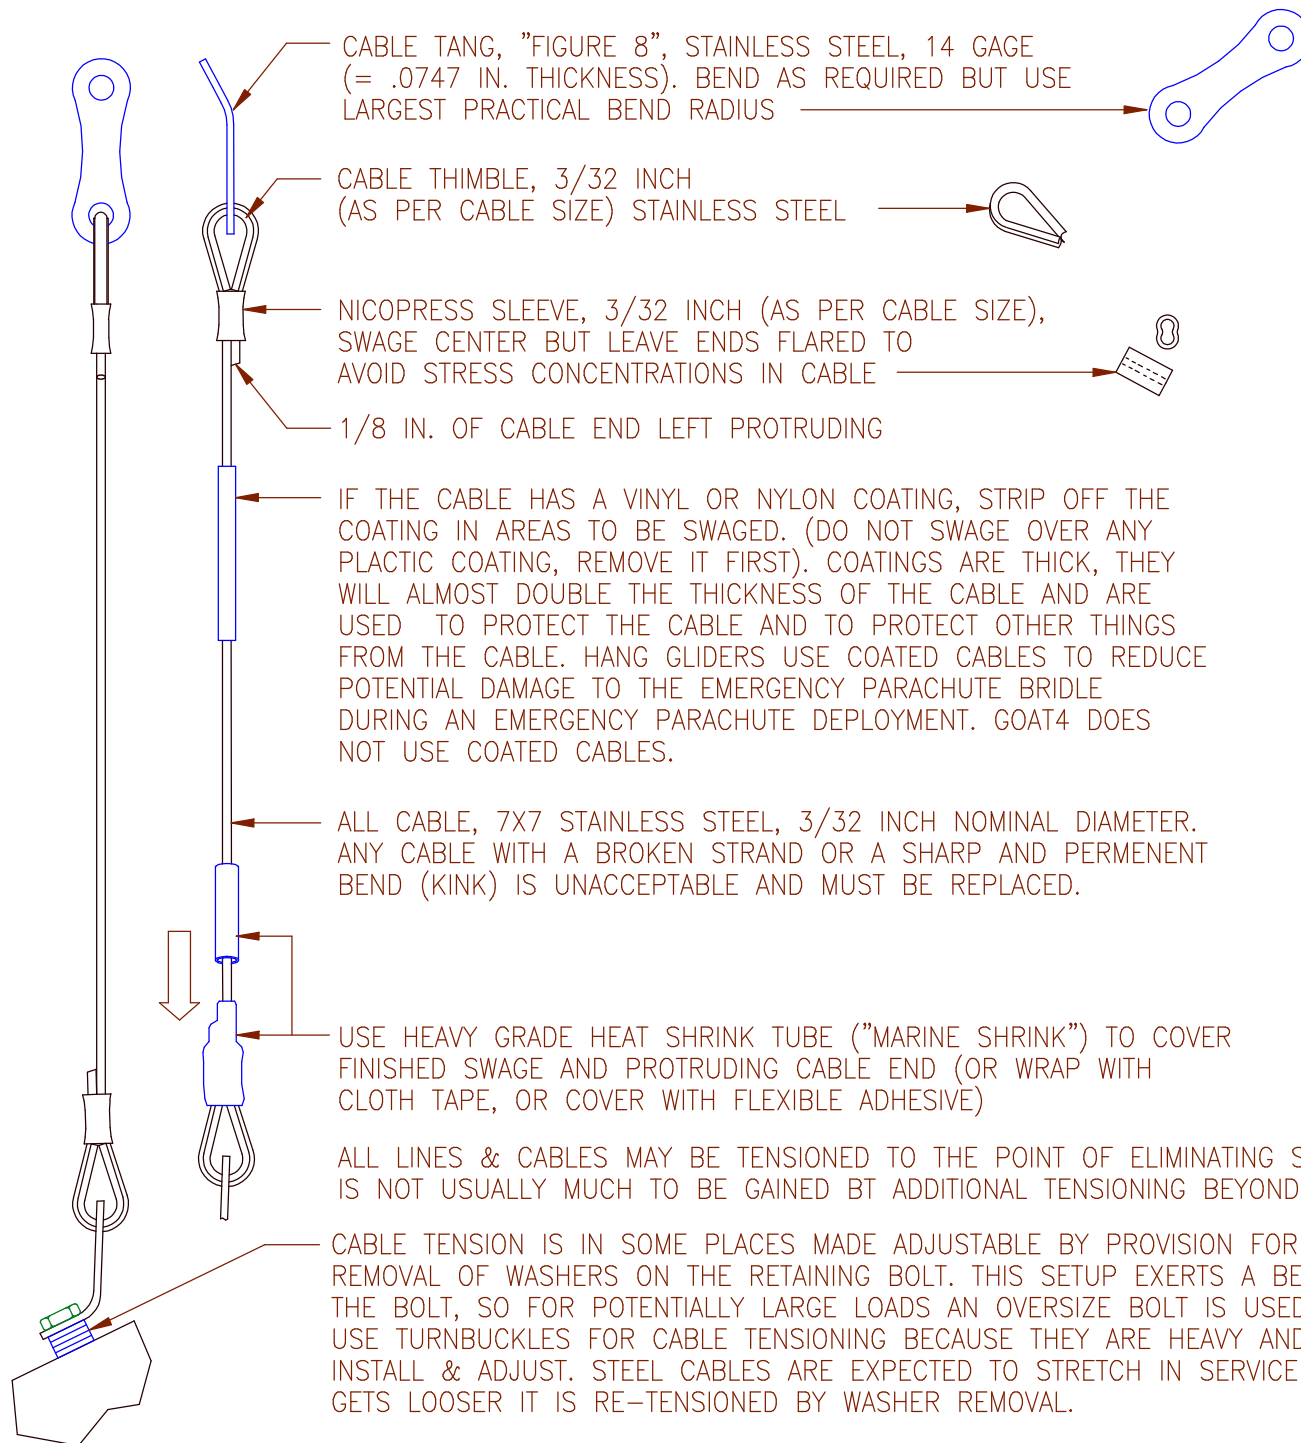 CABLE TANG, "FIGURE 8", STAINLESS STEEL, 14 GAGE
(= .0747 IN. THICKNESS). BEND AS REQUIRED BUT USE
LARGEST PRACTICAL BEND RADIUS
CABLE THIMBLE, 3/32 INCH
(AS PER CABLE SIZE) STAINLESS STEEL
NICOPRESS SLEEVE, 3/32 INCH (AS PER CABLE SIZE),
SWAGE CENTER BUT LEAVE ENDS FLARED TO
AVOID STRESS CONCENTRATIONS IN CABLE
1/8 IN. OF CABLE END LEFT PROTRUDING
IF THE CABLE HAS A VINYL OR NYLON COATING, STRIP OFF THE
COATING IN AREAS TO BE SWAGED. (DO NOT SWAGE OVER ANY
PLACTIC COATING, REMOVE IT FIRST). COATINGS ARE THICK, THEY
WILL ALMOST DOUBLE THE THICKNESS OF THE CABLE AND ARE
USED TO PROTECT THE CABLE AND TO PROTECT OTHER THINGS
FROM THE CABLE. HANG GLIDERS USE COATED CABLES TO REDUCE
POTENTIAL DAMAGE TO THE EMERGENCY PARACHUTE BRIDLE
DURING AN EMERGENCY PARACHUTE DEPLOYMENT. GOAT4 DOES
NOT USE COATED CABLES.
ALL CABLE, 7X7 STAINLESS STEEL, 3/32 INCH NOMINAL DIAMETER.
ANY CABLE WITH A BROKEN STRAND OR A SHARP AND PERMENENT
BEND (KINK) IS UNACCEPTABLE AND MUST BE REPLACED.
USE HEAVY GRADE HEAT SHRINK TUBE ("MARINE SHRINK") TO COVER
FINISHED SWAGE AND PROTRUDING CABLE END (OR WRAP WITH
CLOTH TAPE, OR COVER WITH FLEXIBLE ADHESIVE)
ALL LINES & CABLES MAY BE TENSIONED TO THE POINT OF ELIMINATING S
IS NOT USUALLY MUCH TO BE GAINED BT ADDITIONAL TENSIONING BEYOND
CABLE TENSION IS IN SOME PLACES MADE ADJUSTABLE BY PROVISION FOR
REMOVAL OF WASHERS ON THE RETAINING BOLT. THIS SETUP EXERTS A BE
THE BOLT, SO FOR POTENTIALLY LARGE LOADS AN OVERSIZE BOLT IS USED
USE TURNBUCKLES FOR CABLE TENSIONING BECAUSE THEY ARE HEAVY AND
INSTALL & ADJUST. STEEL CABLES ARE EXPECTED TO STRETCH IN SERVICE
GETS LOOSER IT IS RE-TENSIONED BY WASHER REMOVAL.